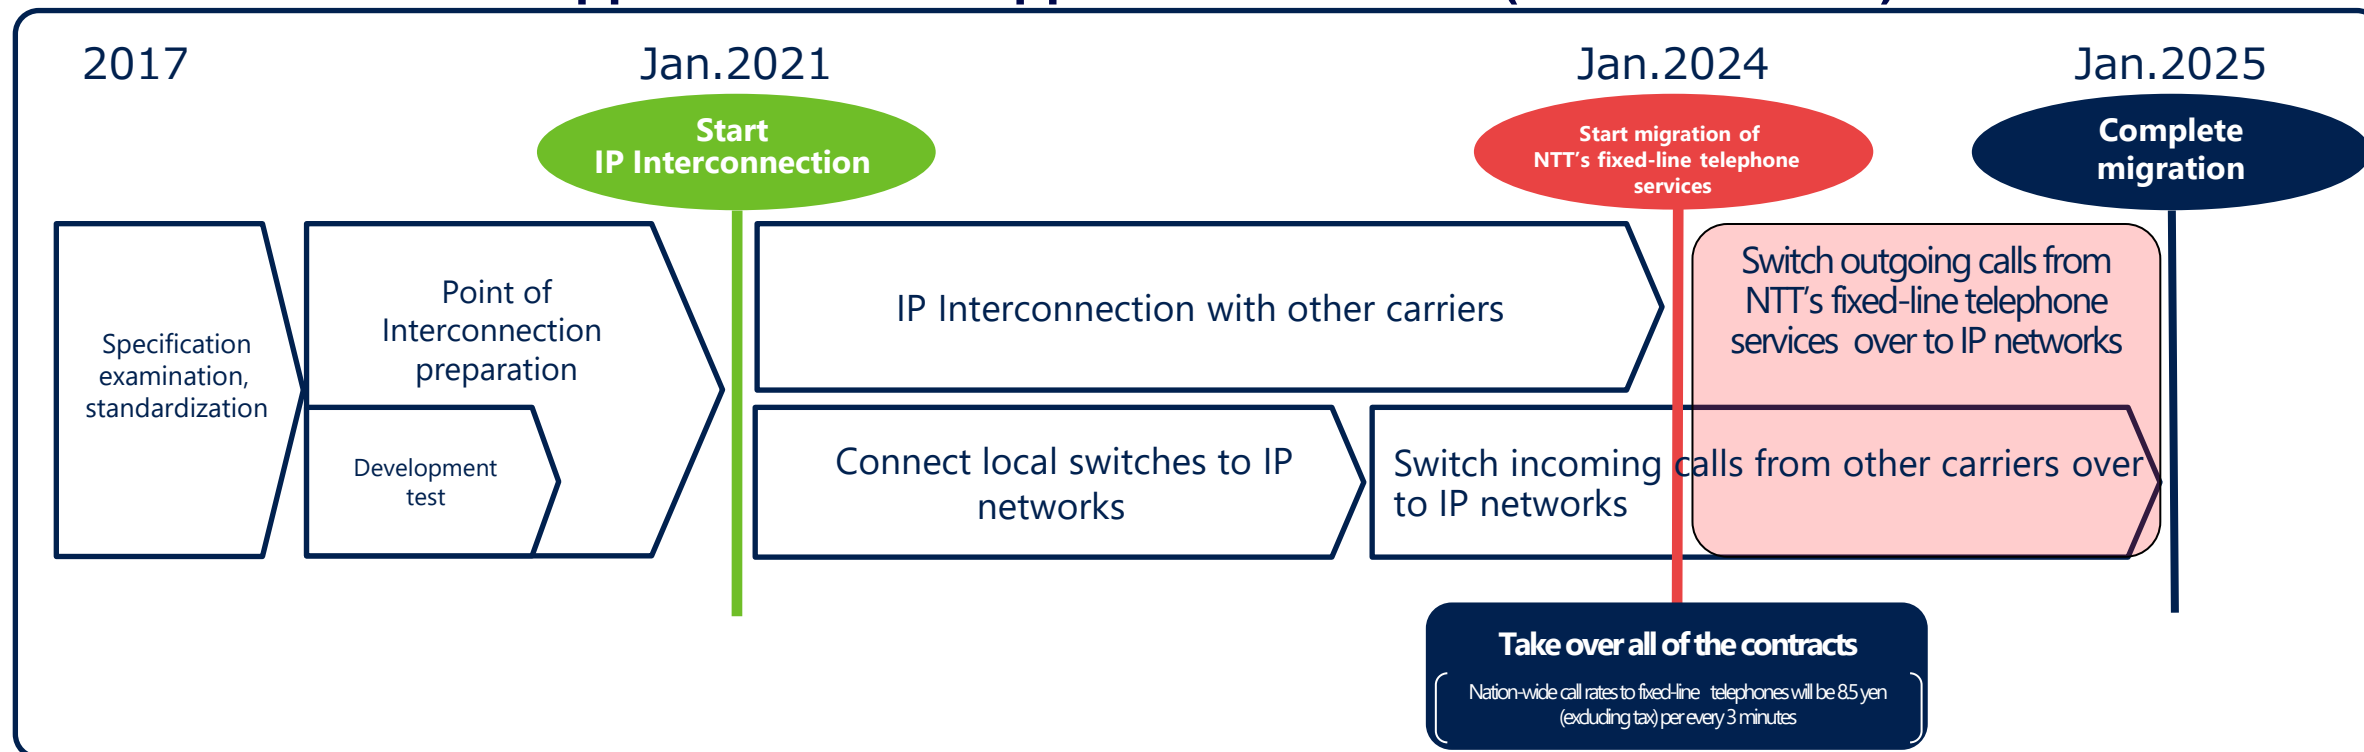 2017
Jan.2021
Jan.2024
Jan.2025
Start
IP Interconnection
Start migration of
NTT's fixed-line telephone
services
Complete
migration
Specification
examination,
standardization
Point of
Interconnection
preparation
Development
test
IP Interconnection with other carriers
Connect local switches to IP
networks
Switch outgoing calls from
NTT's fixed-line telephone
services over to IP networks
Switch incoming calls from other carriers over
to IP networks
Take over all of the contracts
Nation-wide call rates to fixed-line telephones will be 8.5 yen
(excluding tax) per every 3 minutes